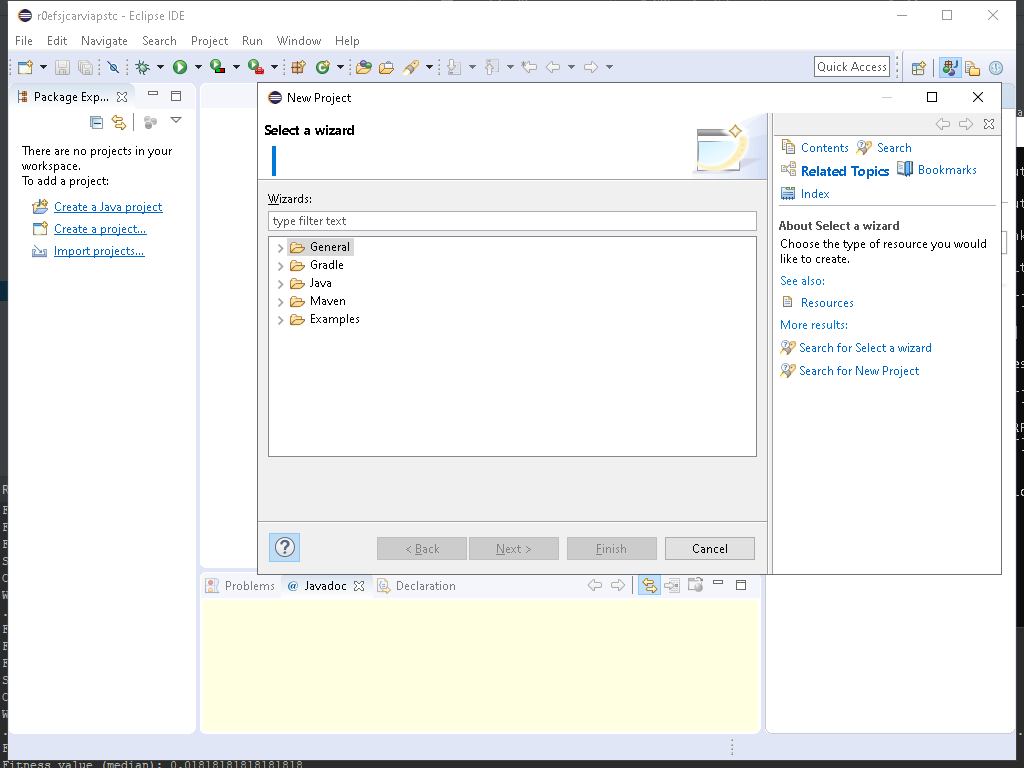 r0efsjcarviapstc - Eclipse IDE
File Edit Navigate Search Project Run Window Help
Quick Access
Package Exp...
There are no projects in your
workspace.
To add a project:
Create a Java project
Create a project...
Import projects...
New Project
Select a wizard
Wizards:
type filter text
General
Gradle
Java
Maven
Examples
< Back Next > Finish Cancel
Contents Search
Related Topics Bookmarks
Index
About Select a wizard
Choose the type of resource you would
like to create.
See also:
Resources
More results:
Search for Select a wizard
Search for New Project
Problems @ Javadoc Declaration
Fitness value (median): 0.01818181818181818